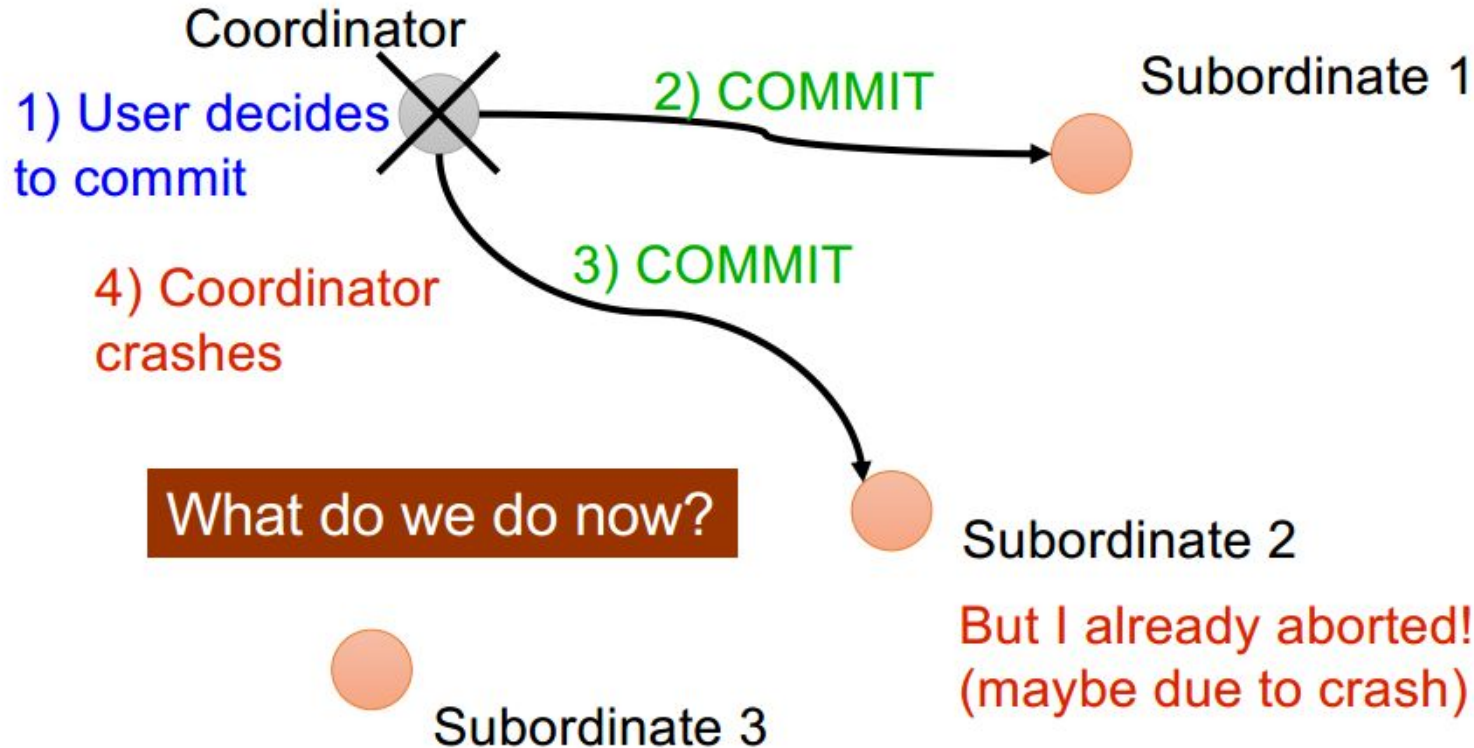 Coordinator
1) User decides
to commit
2) COMMIT
Subordinate 1
3) COMMIT
4) Coordinator
crashes
What do we do now?
Subordinate 2
But I already aborted!
(maybe due to crash)
Subordinate 3